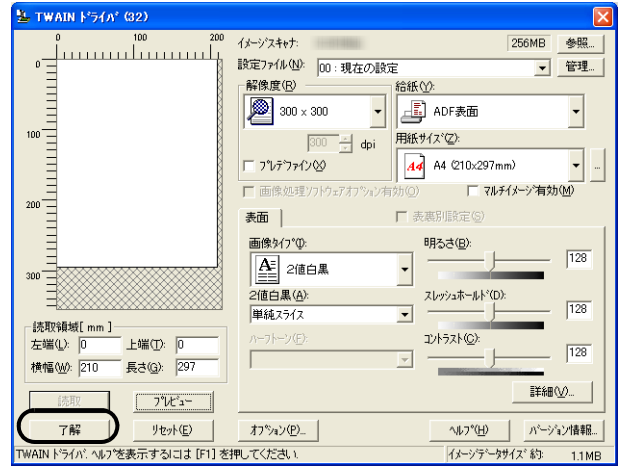 TWAIN ﾄﾞﾗｲﾊﾞ (32)
0 100 200
0
100
200
300
ｲﾒｰｼﾞｽｷｬﾅ:
256MB 参照...
設定ファイル(N): 00 : 現在の設定 管理...
解像度(R)
300 × 300
300 dpi
ﾌﾟﾚﾃﾞﾌｧｲﾝ(X)
給紙(Y):
ADF表面
用紙ｻｲｽﾞ(Z):
A4 A4 (210x297mm) ...
画像処理ｿﾌﾄｳｪｱｵﾌﾟｼｮﾝ有効(O) ﾏﾙﾁｲﾒｰｼﾞ有効(M)
表面 表裏別設定(S)
画像ﾀｲﾌﾟ(I):
A 2値白黒
2値白黒(A):
単純スライス
ﾊｰﾌﾄｰﾝ(F):
明るさ(B):
128
ｽﾚｯｼｭﾎｰﾙﾄﾞ(D):
128
ｺﾝﾄﾗｽﾄ(C):
128
詳細(V)...
読取領域[ mm ]
左端(L): 0 上端(T): 0
横幅(W): 210 長さ(G): 297
読取 ﾌﾟﾚﾋﾞｭｰ
了解 ﾘｾｯﾄ(E) ｵﾌﾟｼｮﾝ(P)... ﾍﾙﾌﾟ(H) ﾊﾞｰｼﾞｮﾝ情報...
TWAIN ﾄﾞﾗｲﾊﾞ. ﾍﾙﾌﾟを表示するには [F1] を押してください. ｲﾒｰｼﾞﾃﾞｰﾀｻｲｽﾞ 約: 1.1MB